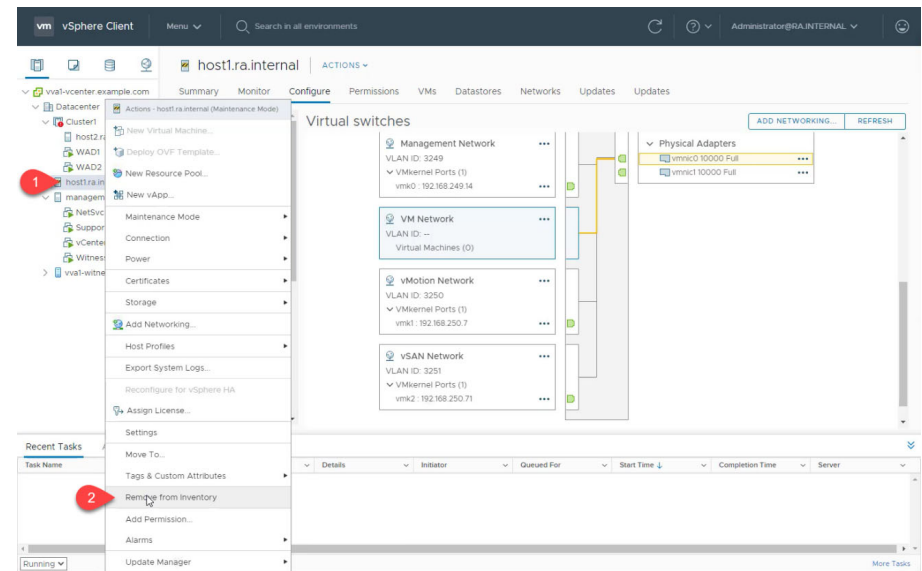 vm vSphere Client Menu Search in all environments Administrator@RA.INTERNAL
host1.ra.internal ACTIONS
Summary Monitor Configure Permissions VMs Datastores Networks Updates Updates
vva1-vcenter.example.com
Datacenter
Cluster1
host2.ra
WAD1
WAD2
1
host1.ra.in
managem
NetSvc
Suppor
vCente
Witnes
vva1-witne
Actions - host1.ra.internal (Maintenance Mode)
New Virtual Machine...
Deploy OVF Template...
New Resource Pool...
New vApp...
Maintenance Mode
Connection
Power
Certificates
Storage
Add Networking...
Host Profiles
Export System Logs...
Reconfigure for vSphere HA
Assign License...
Settings
Move To...
Tags & Custom Attributes
2
Remove from Inventory
Add Permission...
Alarms
Update Manager
Virtual switches
ADD NETWORKING... REFRESH
Management Network
VLAN ID: 3249
VMkernel Ports (1)
vmk0 : 192.168.249.14
VM Network
VLAN ID: --
Virtual Machines (0)
vMotion Network
VLAN ID: 3250
VMkernel Ports (1)
vmk1 : 192.168.250.7
vSAN Network
VLAN ID: 3251
VMkernel Ports (1)
vmk2 : 192.168.250.71
Physical Adapters
vmnic0 10000 Full
vmnic1 10000 Full
Recent Tasks
Task Name Details Initiator Queued For Start Time Completion Time Server
Running More Tasks